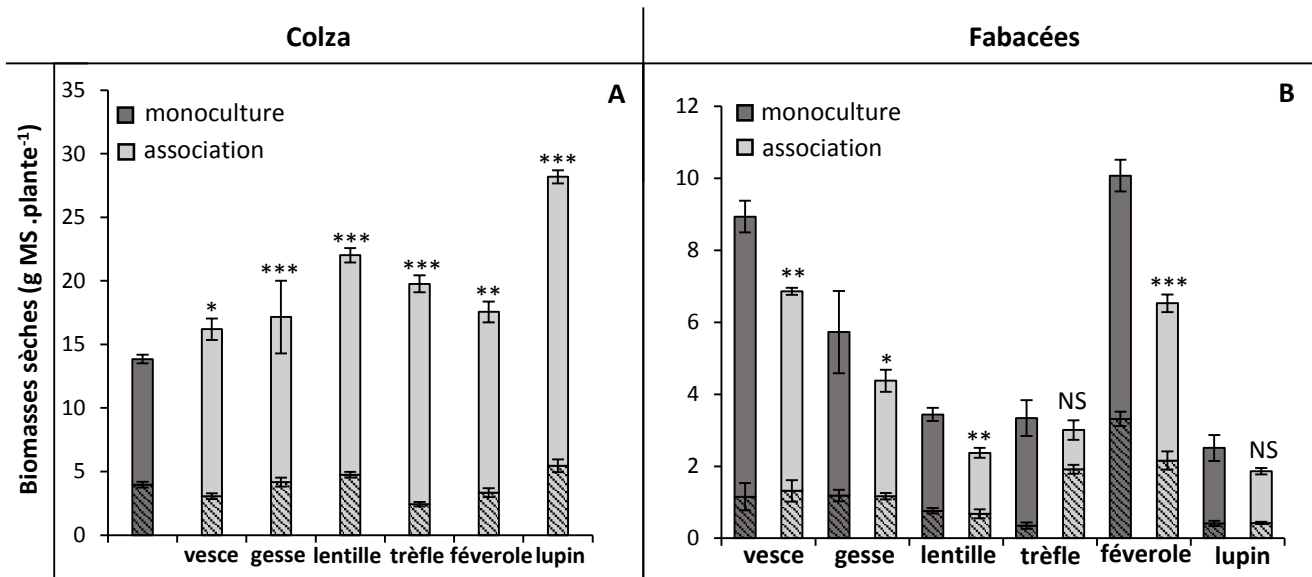 Colza
Fabacées
Biomasses sèches (g MS .plante-1)
A
monoculture
association
35
30
25
20
15
10
5
0
*
***
***
***
**
***
vesce gesse lentille trèfle féverole lupin
B
monoculture
association
12
10
8
6
4
2
0
**
*
**
NS
***
NS
vesce gesse lentille trèfle féverole lupin